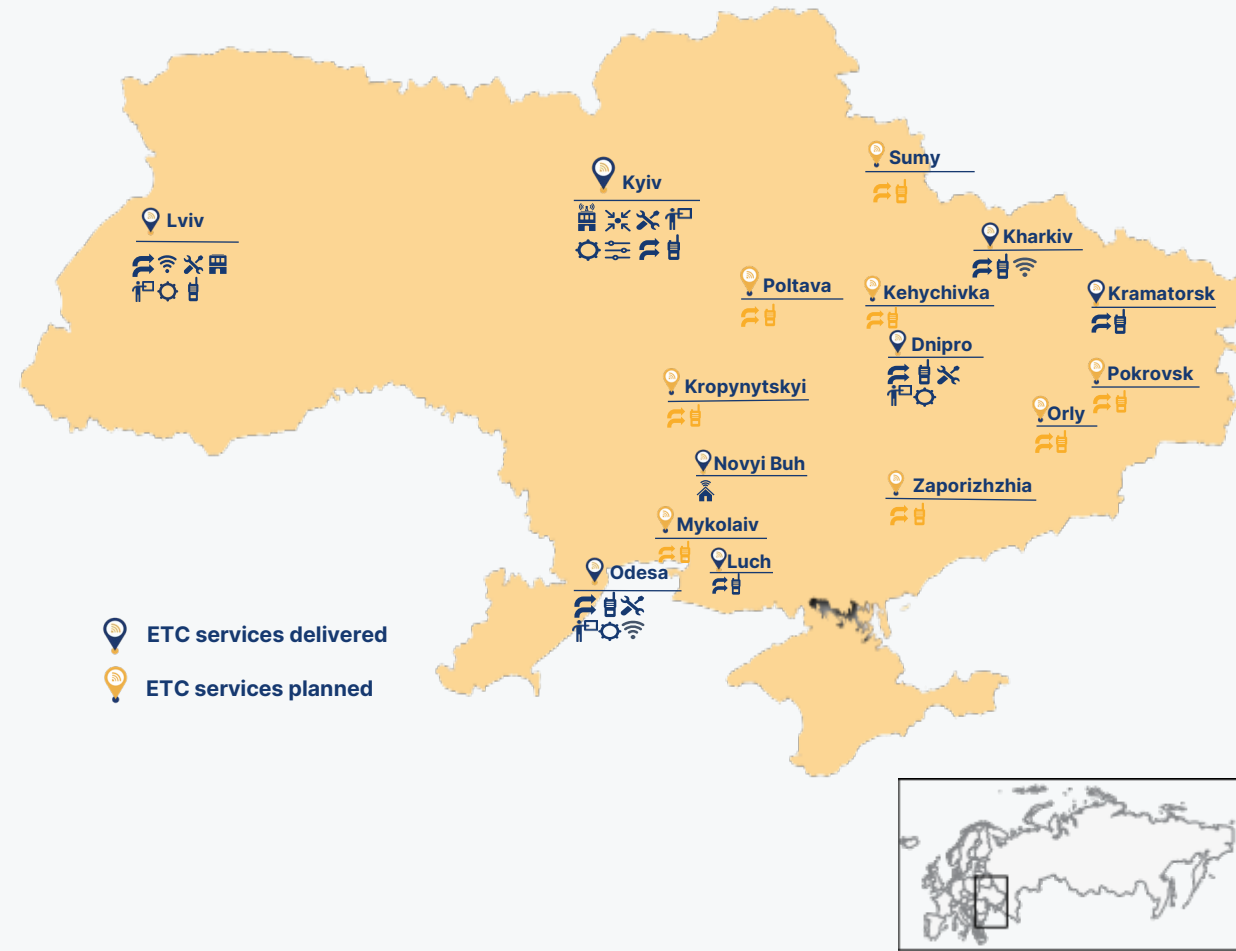 Sumy
Kyiv
Lviv
Kharkiv
Poltava
Kehychivka
Kramatorsk
Dnipro
Pokrovsk
Kropynytskyi
Orly
Novyi Buh
Zaporizhzhia
Mykolaiv
Luch
Odesa
ETC services delivered
ETC services planned